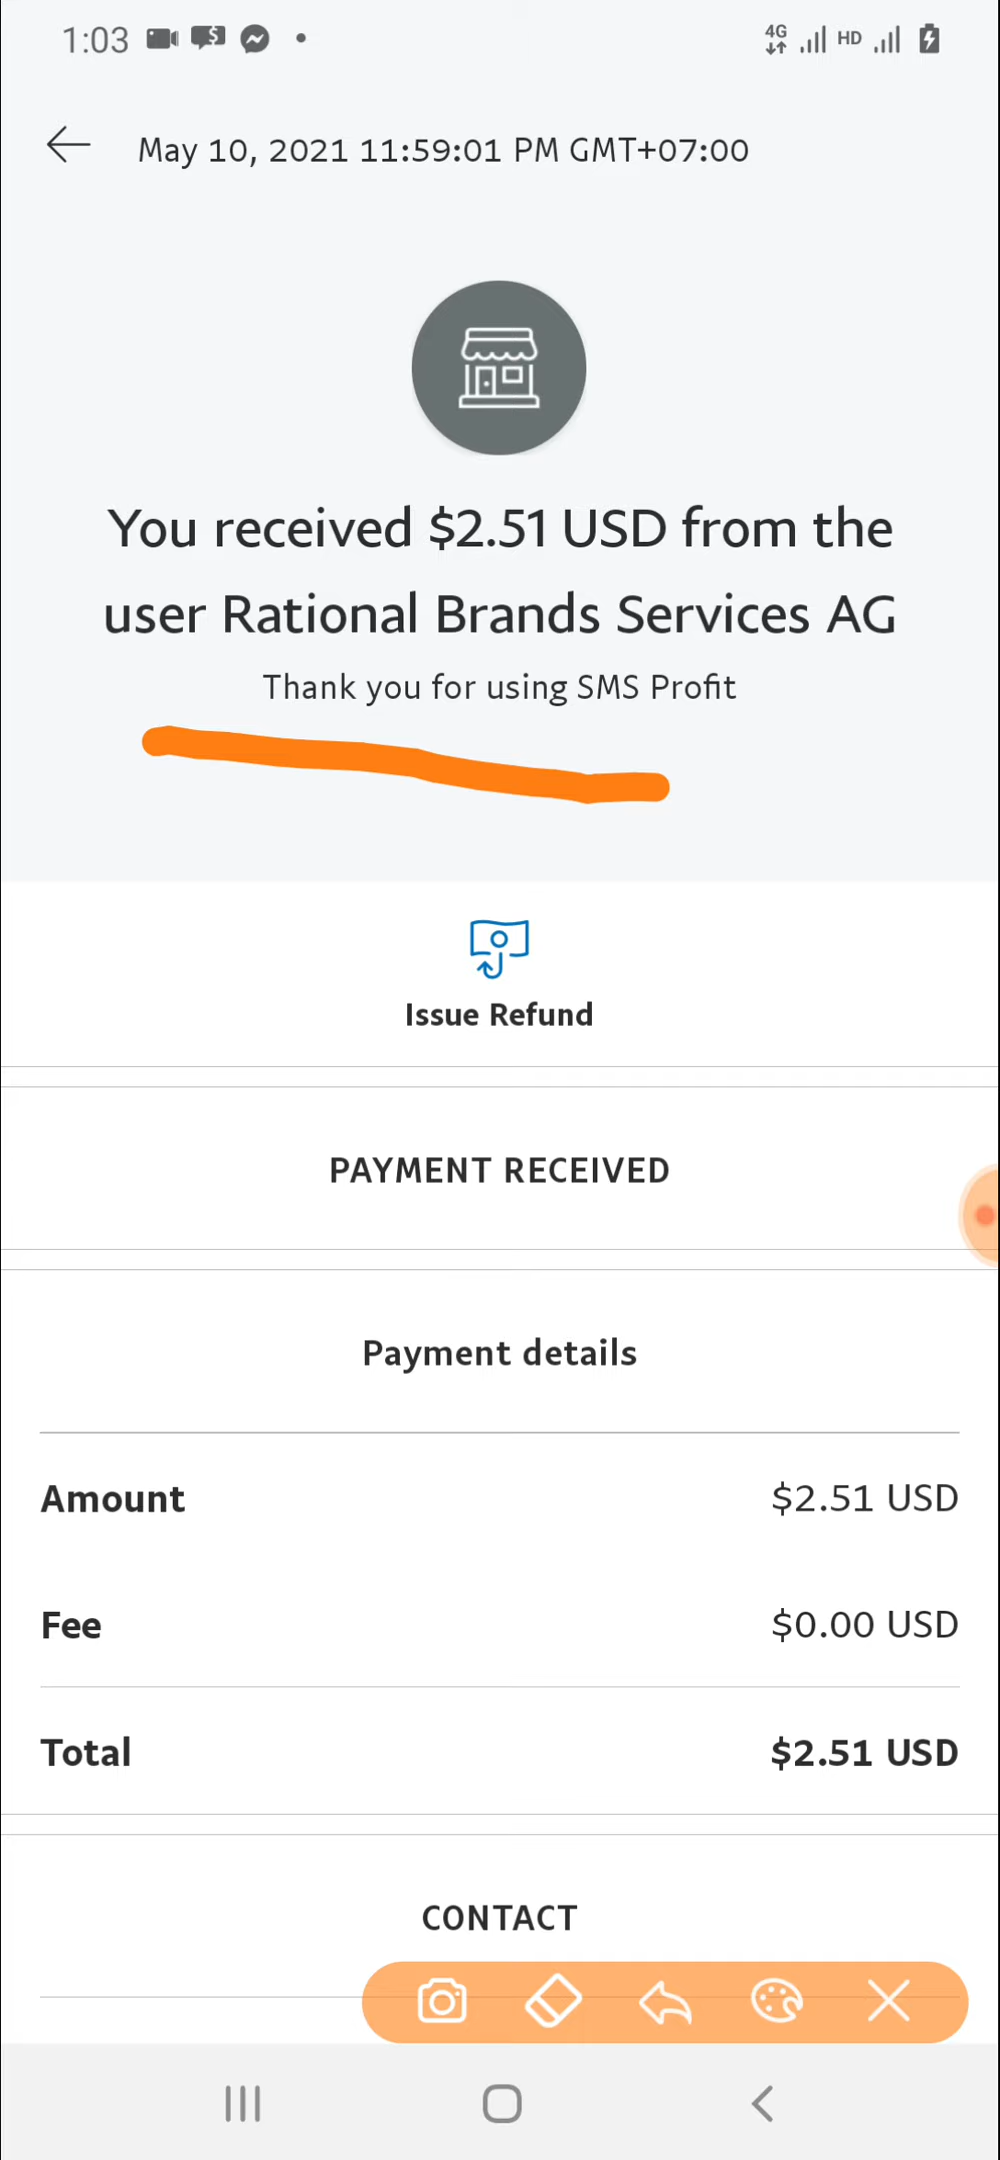 1:03
4G HD
May 10, 2021 11:59:01 PM GMT+07:00
You received $2.51 USD from the
user Rational Brands Services AG
Thank you for using SMS Profit
Issue Refund
PAYMENT RECEIVED
Payment details
Amount $2.51 USD
Fee $0.00 USD
Total $2.51 USD
CONTACT